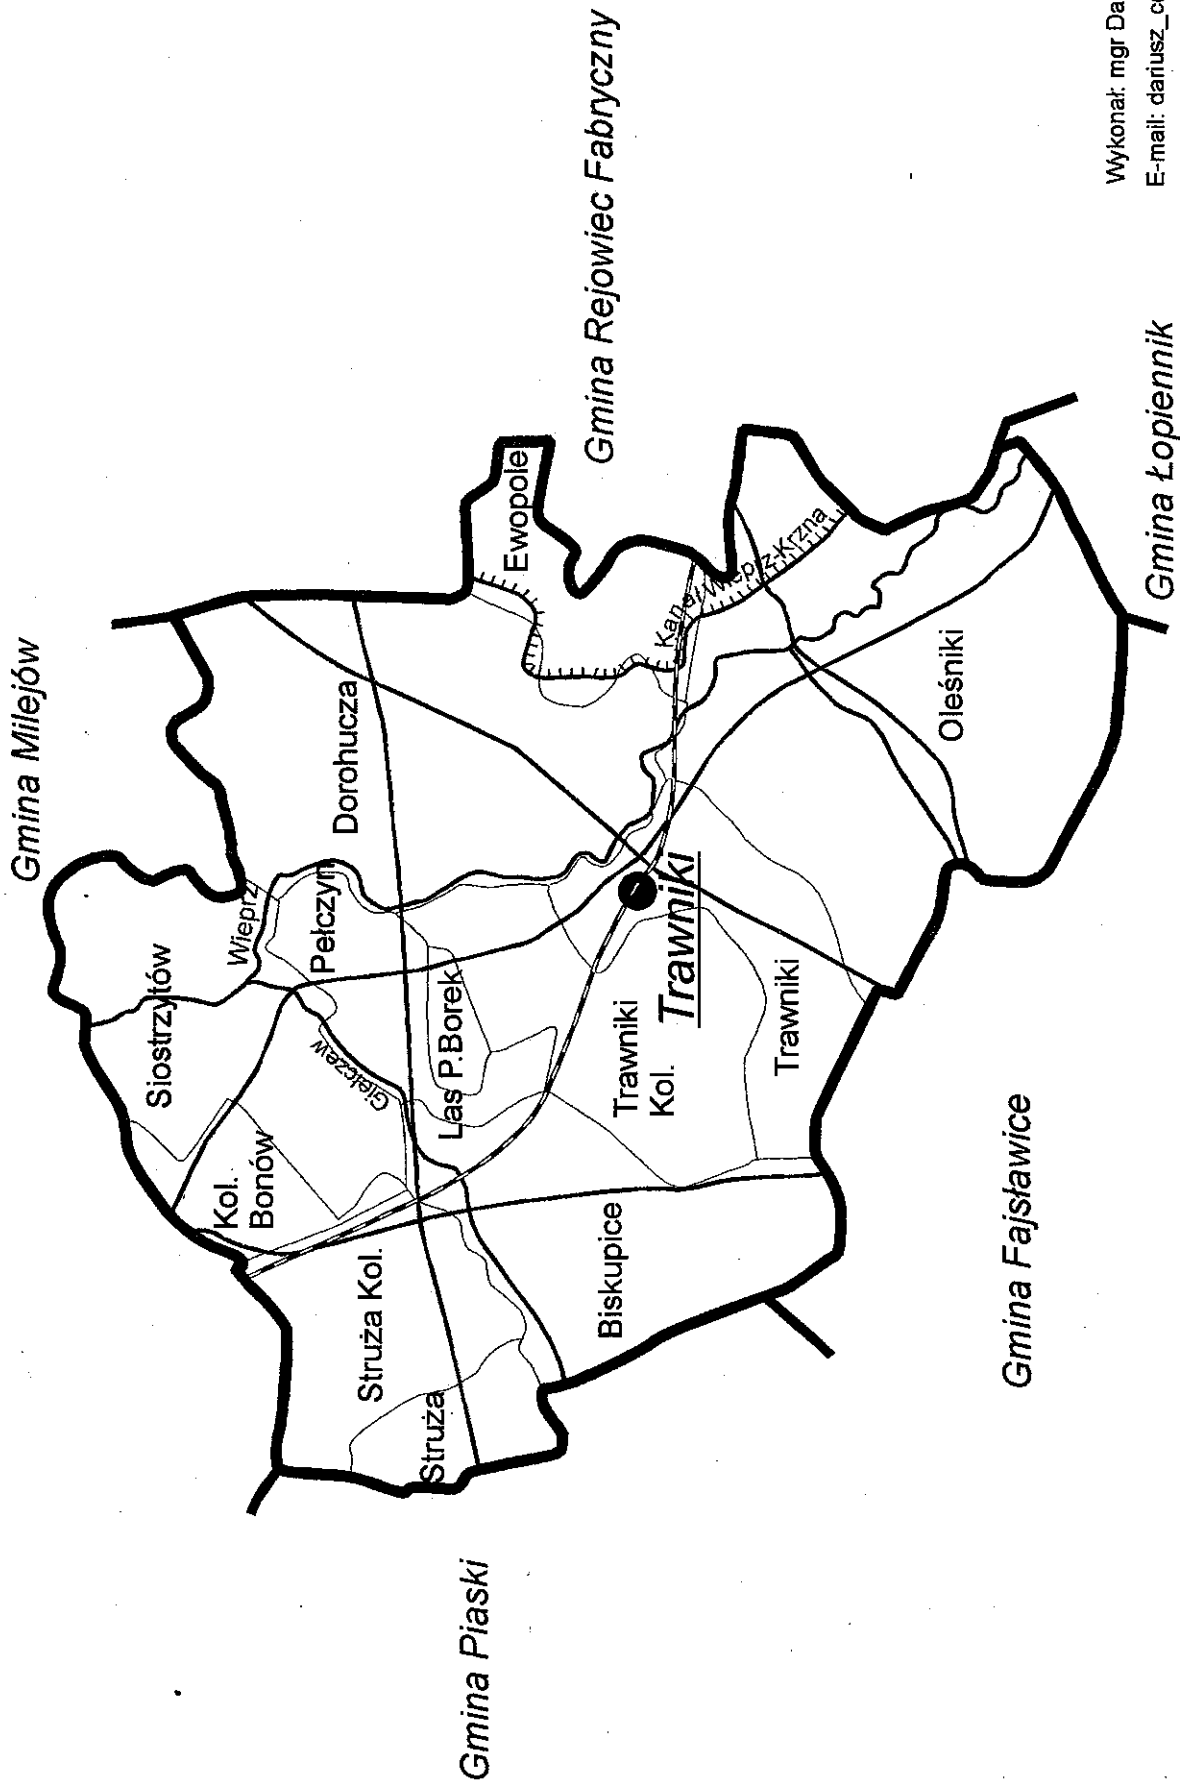 Gmina Milejów
Gmina Rejowiec Fabryczny
Siostrzytów
Wieprz
Pełczyn
Dorohucza
Ewopole
Kol.
Bonów
Giełczew
Las P.Borek
Struża Kol.
Struża
Kanał Wieprz-Krzna
Trawniki
Trawniki
Kol.
Biskupice
Trawniki
Oleśniki
Gmina Piaski
Gmina Fajsławice
Gmina Łopiennik
Wykonał: mgr Da
E-mail: dariusz_c